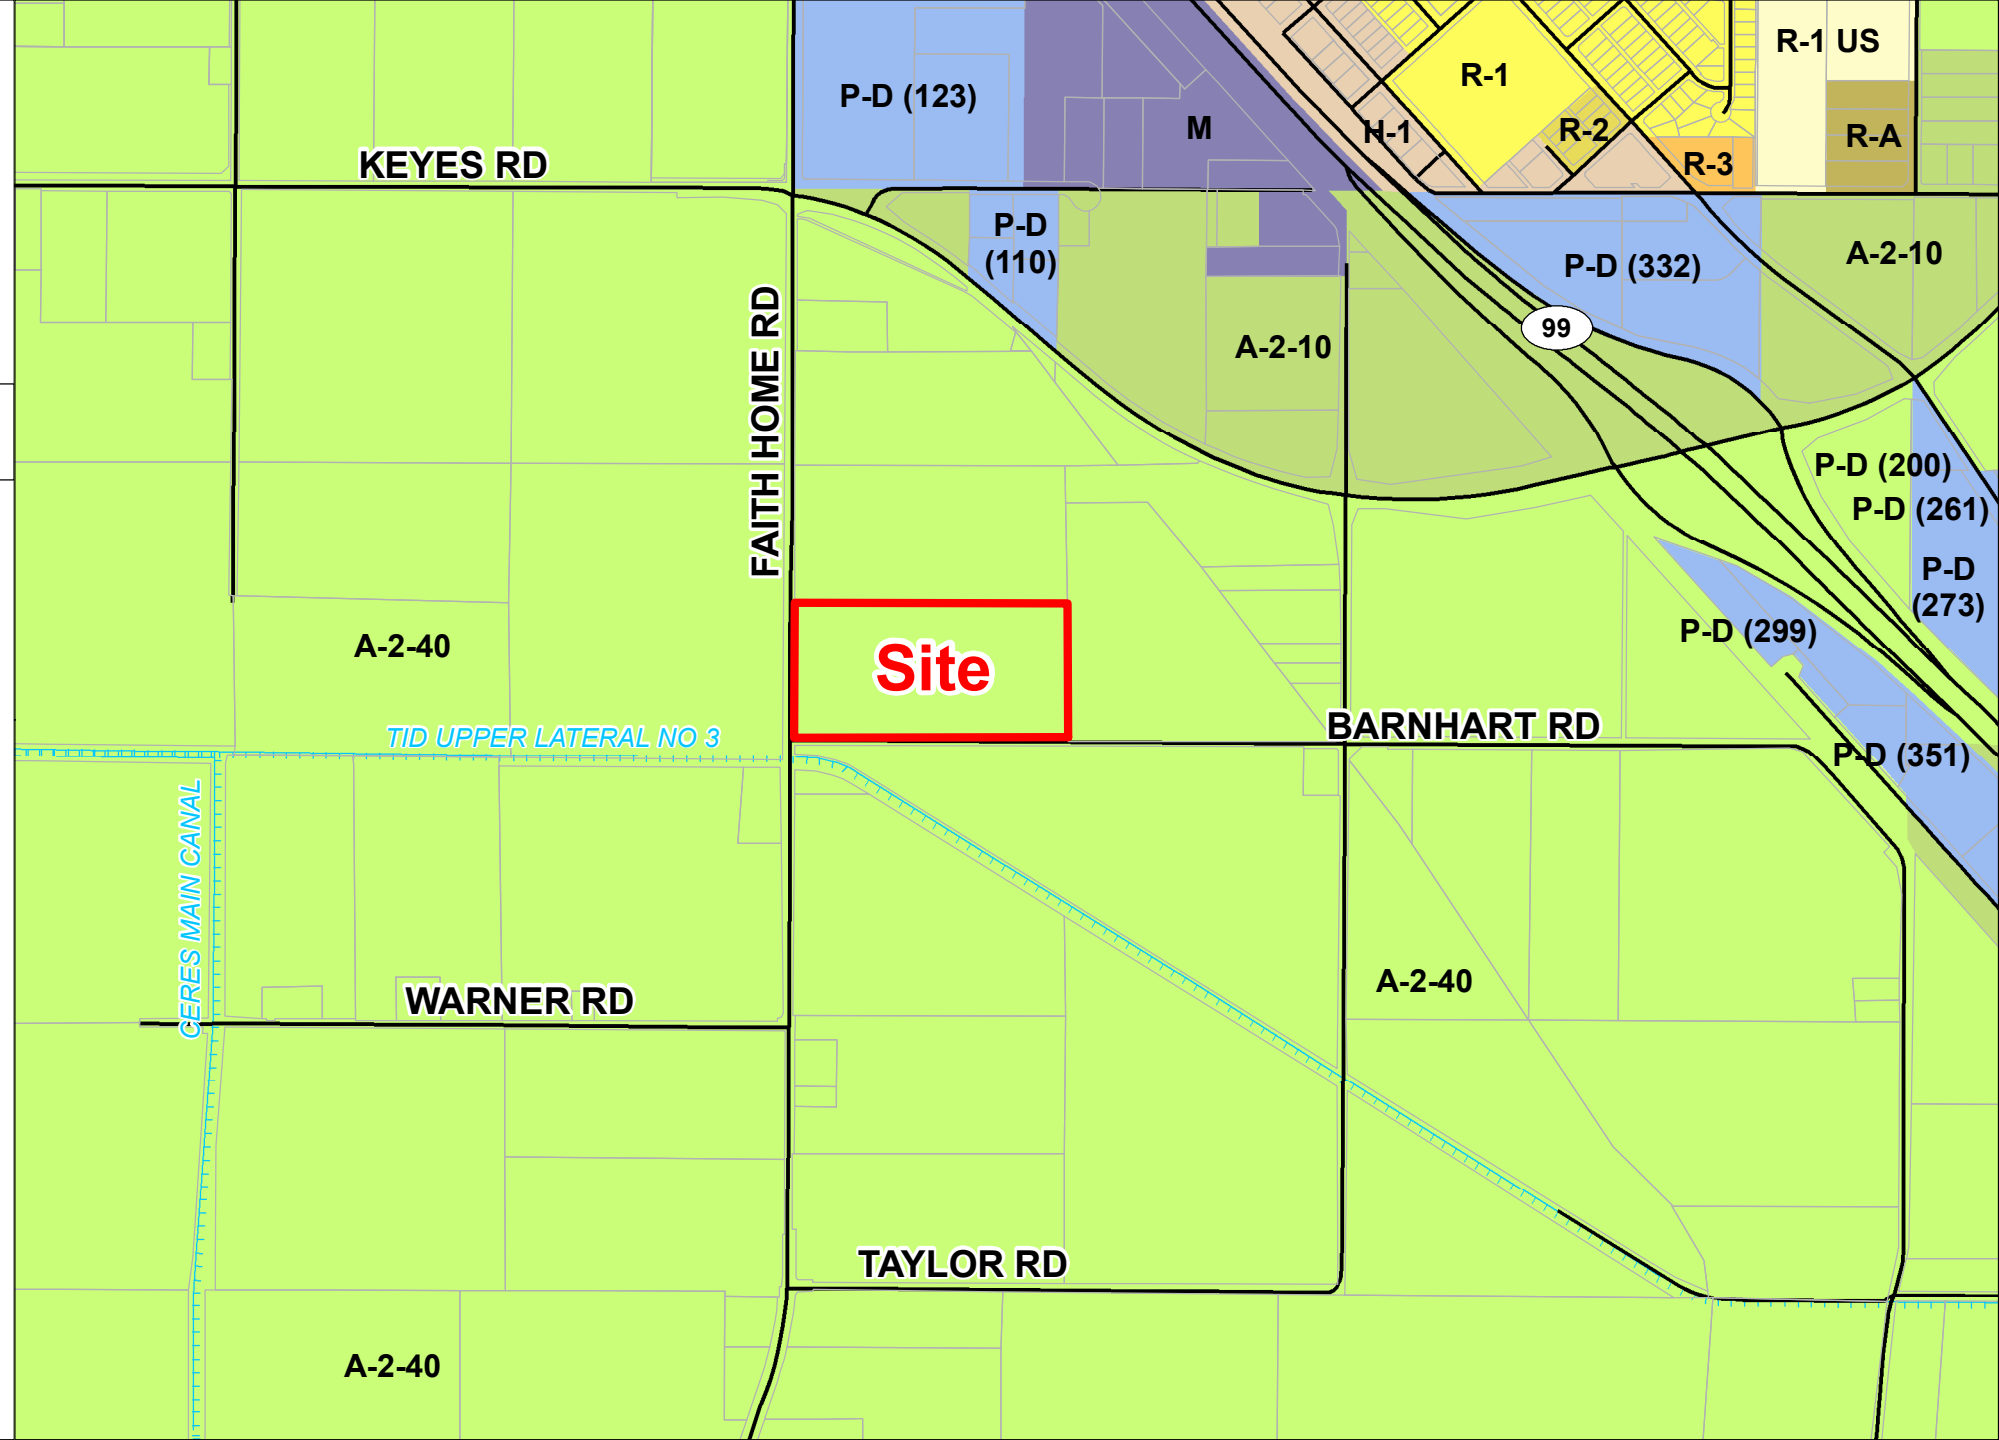 R-1 US
R-1
P-D (123)
M
H-1
R-2
R-A
R-3
KEYES RD
P-D
(110)
A-2-10
P-D (332)
FAITH HOME RD
99
A-2-10
P-D (200)
P-D (261)
P-D
(273)
P-D (299)
A-2-40
Site
TID UPPER LATERAL NO 3
BARNHART RD
P-D (351)
CERES MAIN CANAL
A-2-40
WARNER RD
TAYLOR RD
A-2-40